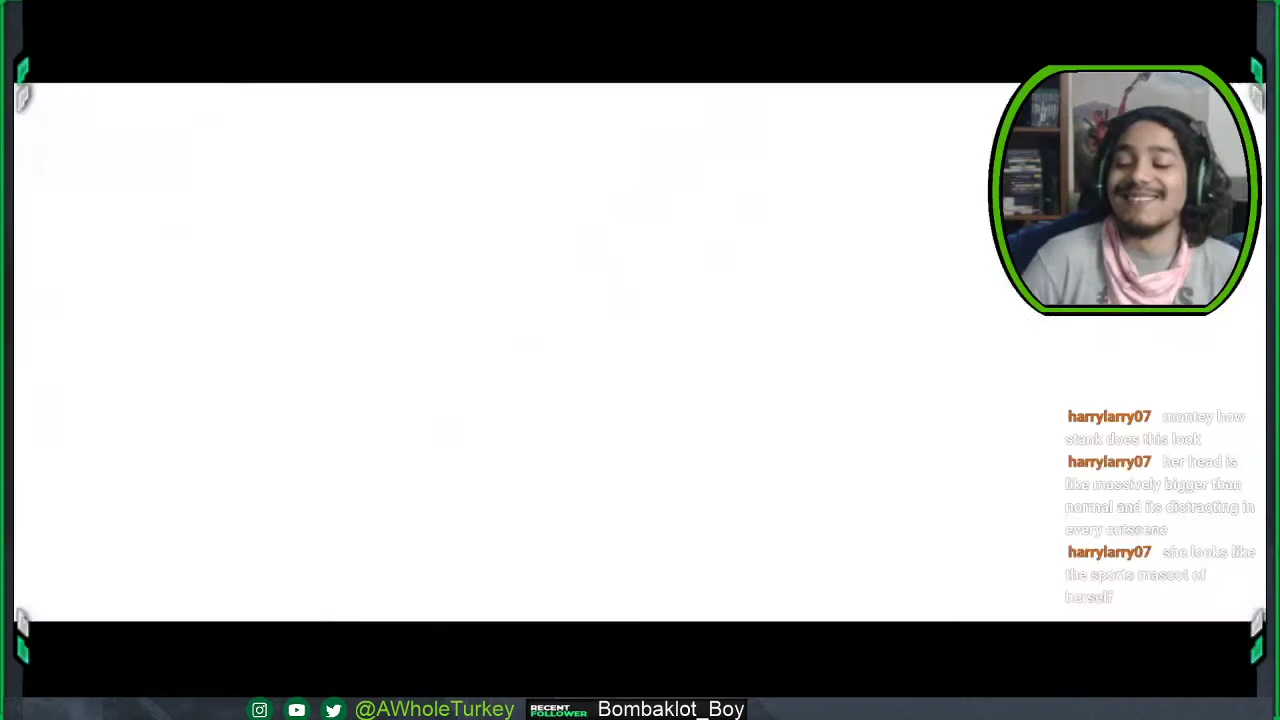 harrylarry07 montey how
stank does this look
harrylarry07 her head is
like massively bigger than
normal and its distracting in
every cutscene
harrylarry07 she looks like
the sports mascot of
herself
@AWholeTurkey RECENT FOLLOWER Bombaklot_Boy